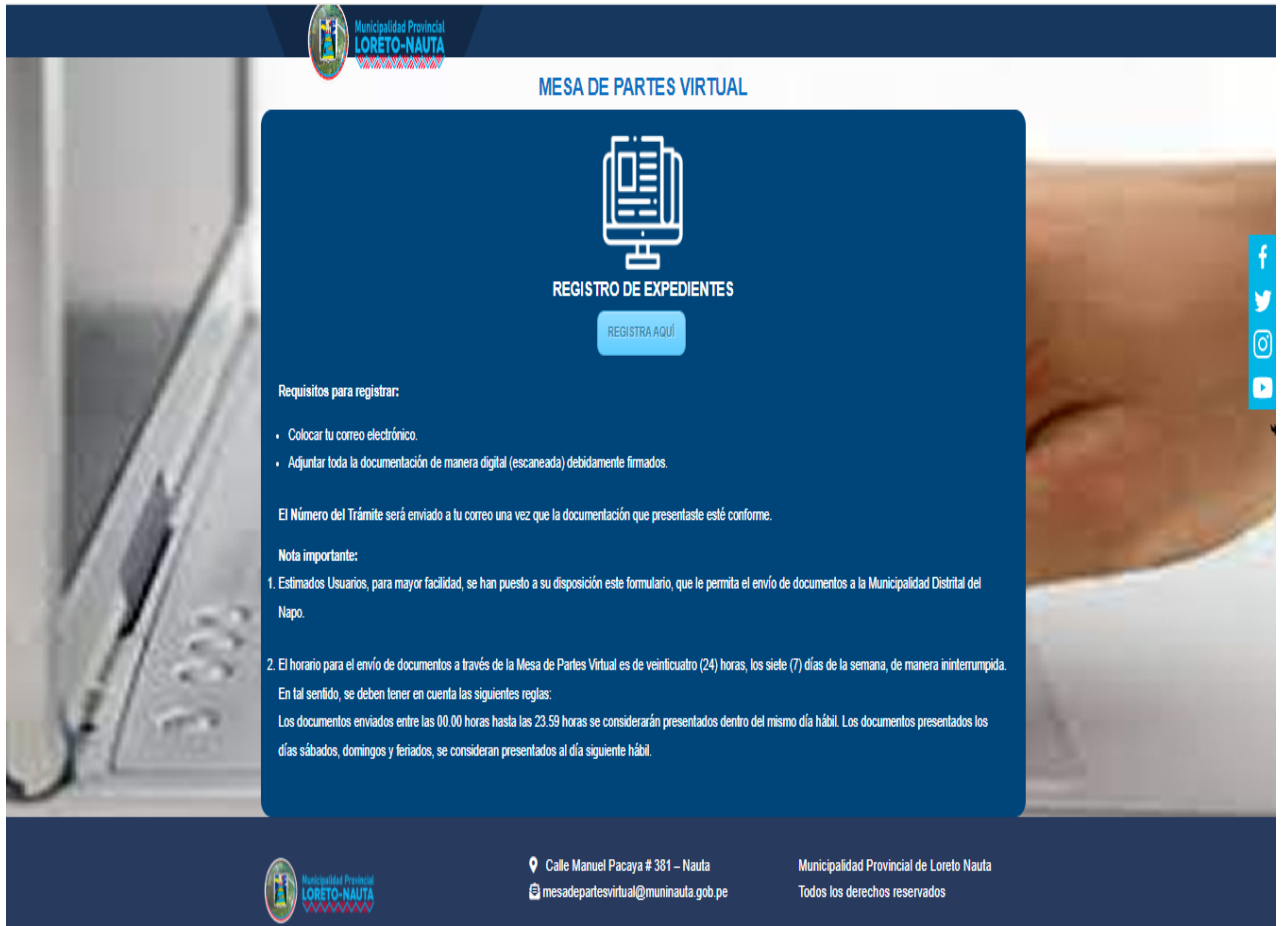 Municipalidad Provincial
LORETO-NAUTA
MESA DE PARTES VIRTUAL
REGISTRO DE EXPEDIENTES
REGISTRA AQUÍ
Requisitos para registrar:
• Colocar tu correo electrónico.
• Adjuntar toda la documentación de manera digital (escaneada) debidamente firmados.
El Número del Trámite será enviado a tu correo una vez que la documentación que presentaste esté conforme.
Nota importante:
1. Estimados Usuarios, para mayor facilidad, se han puesto a su disposición este formulario, que le permita el envío de documentos a la Municipalidad Distrital del
Napo.
2. El horario para el envío de documentos a través de la Mesa de Partes Virtual es de veinticuatro (24) horas, los siete (7) días de la semana, de manera ininterrumpida.
En tal sentido, se deben tener en cuenta las siguientes reglas:
Los documentos enviados entre las 00.00 horas hasta las 23.59 horas se considerarán presentados dentro del mismo día hábil. Los documentos presentados los
días sábados, domingos y feriados, se consideran presentados al día siguiente hábil.
Municipalidad Provincial
LORETO-NAUTA
Calle Manuel Pacaya # 381 – Nauta
mesadepartesvirtual@muninauta.gob.pe
Municipalidad Provincial de Loreto Nauta
Todos los derechos reservados